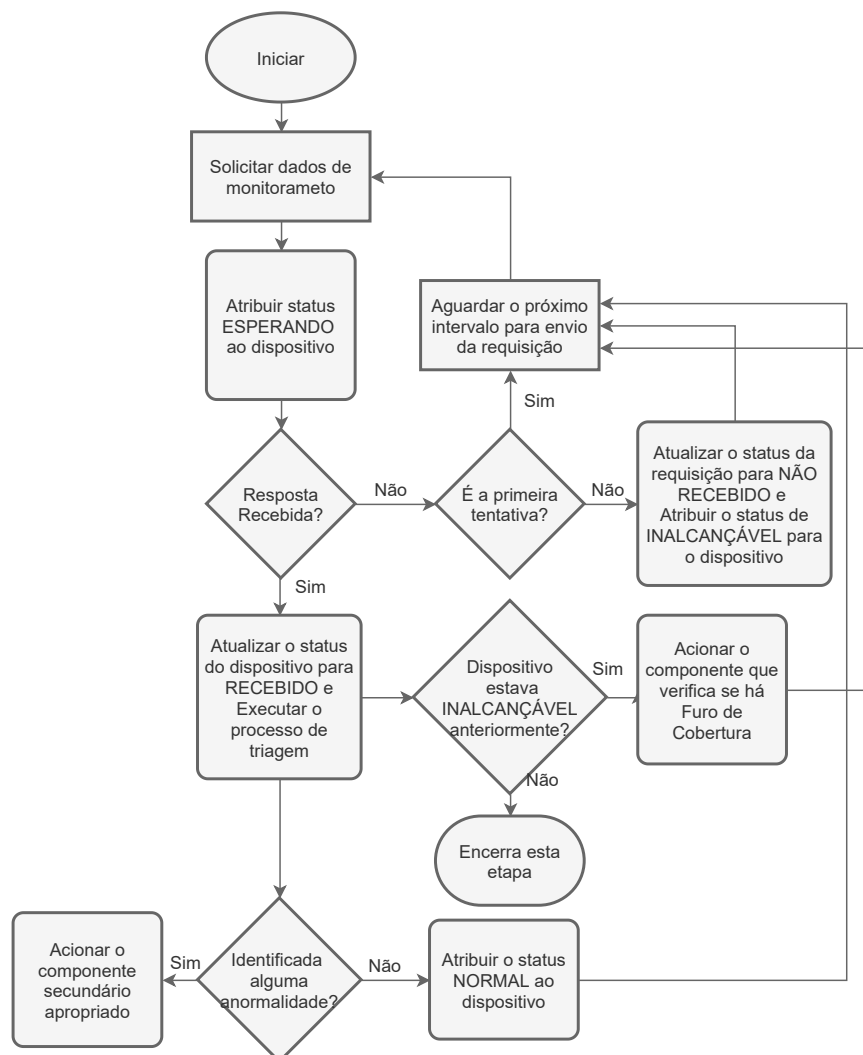 Iniciar
Solicitar dados de
monitorameto
Atribuir status
ESPERANDO
ao dispositivo
Aguardar o próximo
intervalo para envio
da requisição
Sim
Resposta
Recebida?
Não
É a primeira
tentativa?
Não
Atualizar o status da
requisição para NÃO
RECEBIDO e
Atribuir o status de
INALCANÇÁVEL para
o dispositivo
Sim
Atualizar o status
do dispositivo para
RECEBIDO e
Executar o
processo de
triagem
Dispositivo
estava
INALCANÇÁVEL
anteriormente?
Sim
Acionar o
componente que
verifica se há
Furo de
Cobertura
Não
Encerra esta
etapa
Acionar o
componente
secundário
apropriado
Sim
Identificada
alguma
anormalidade?
Não
Atribuir o status
NORMAL ao
dispositivo